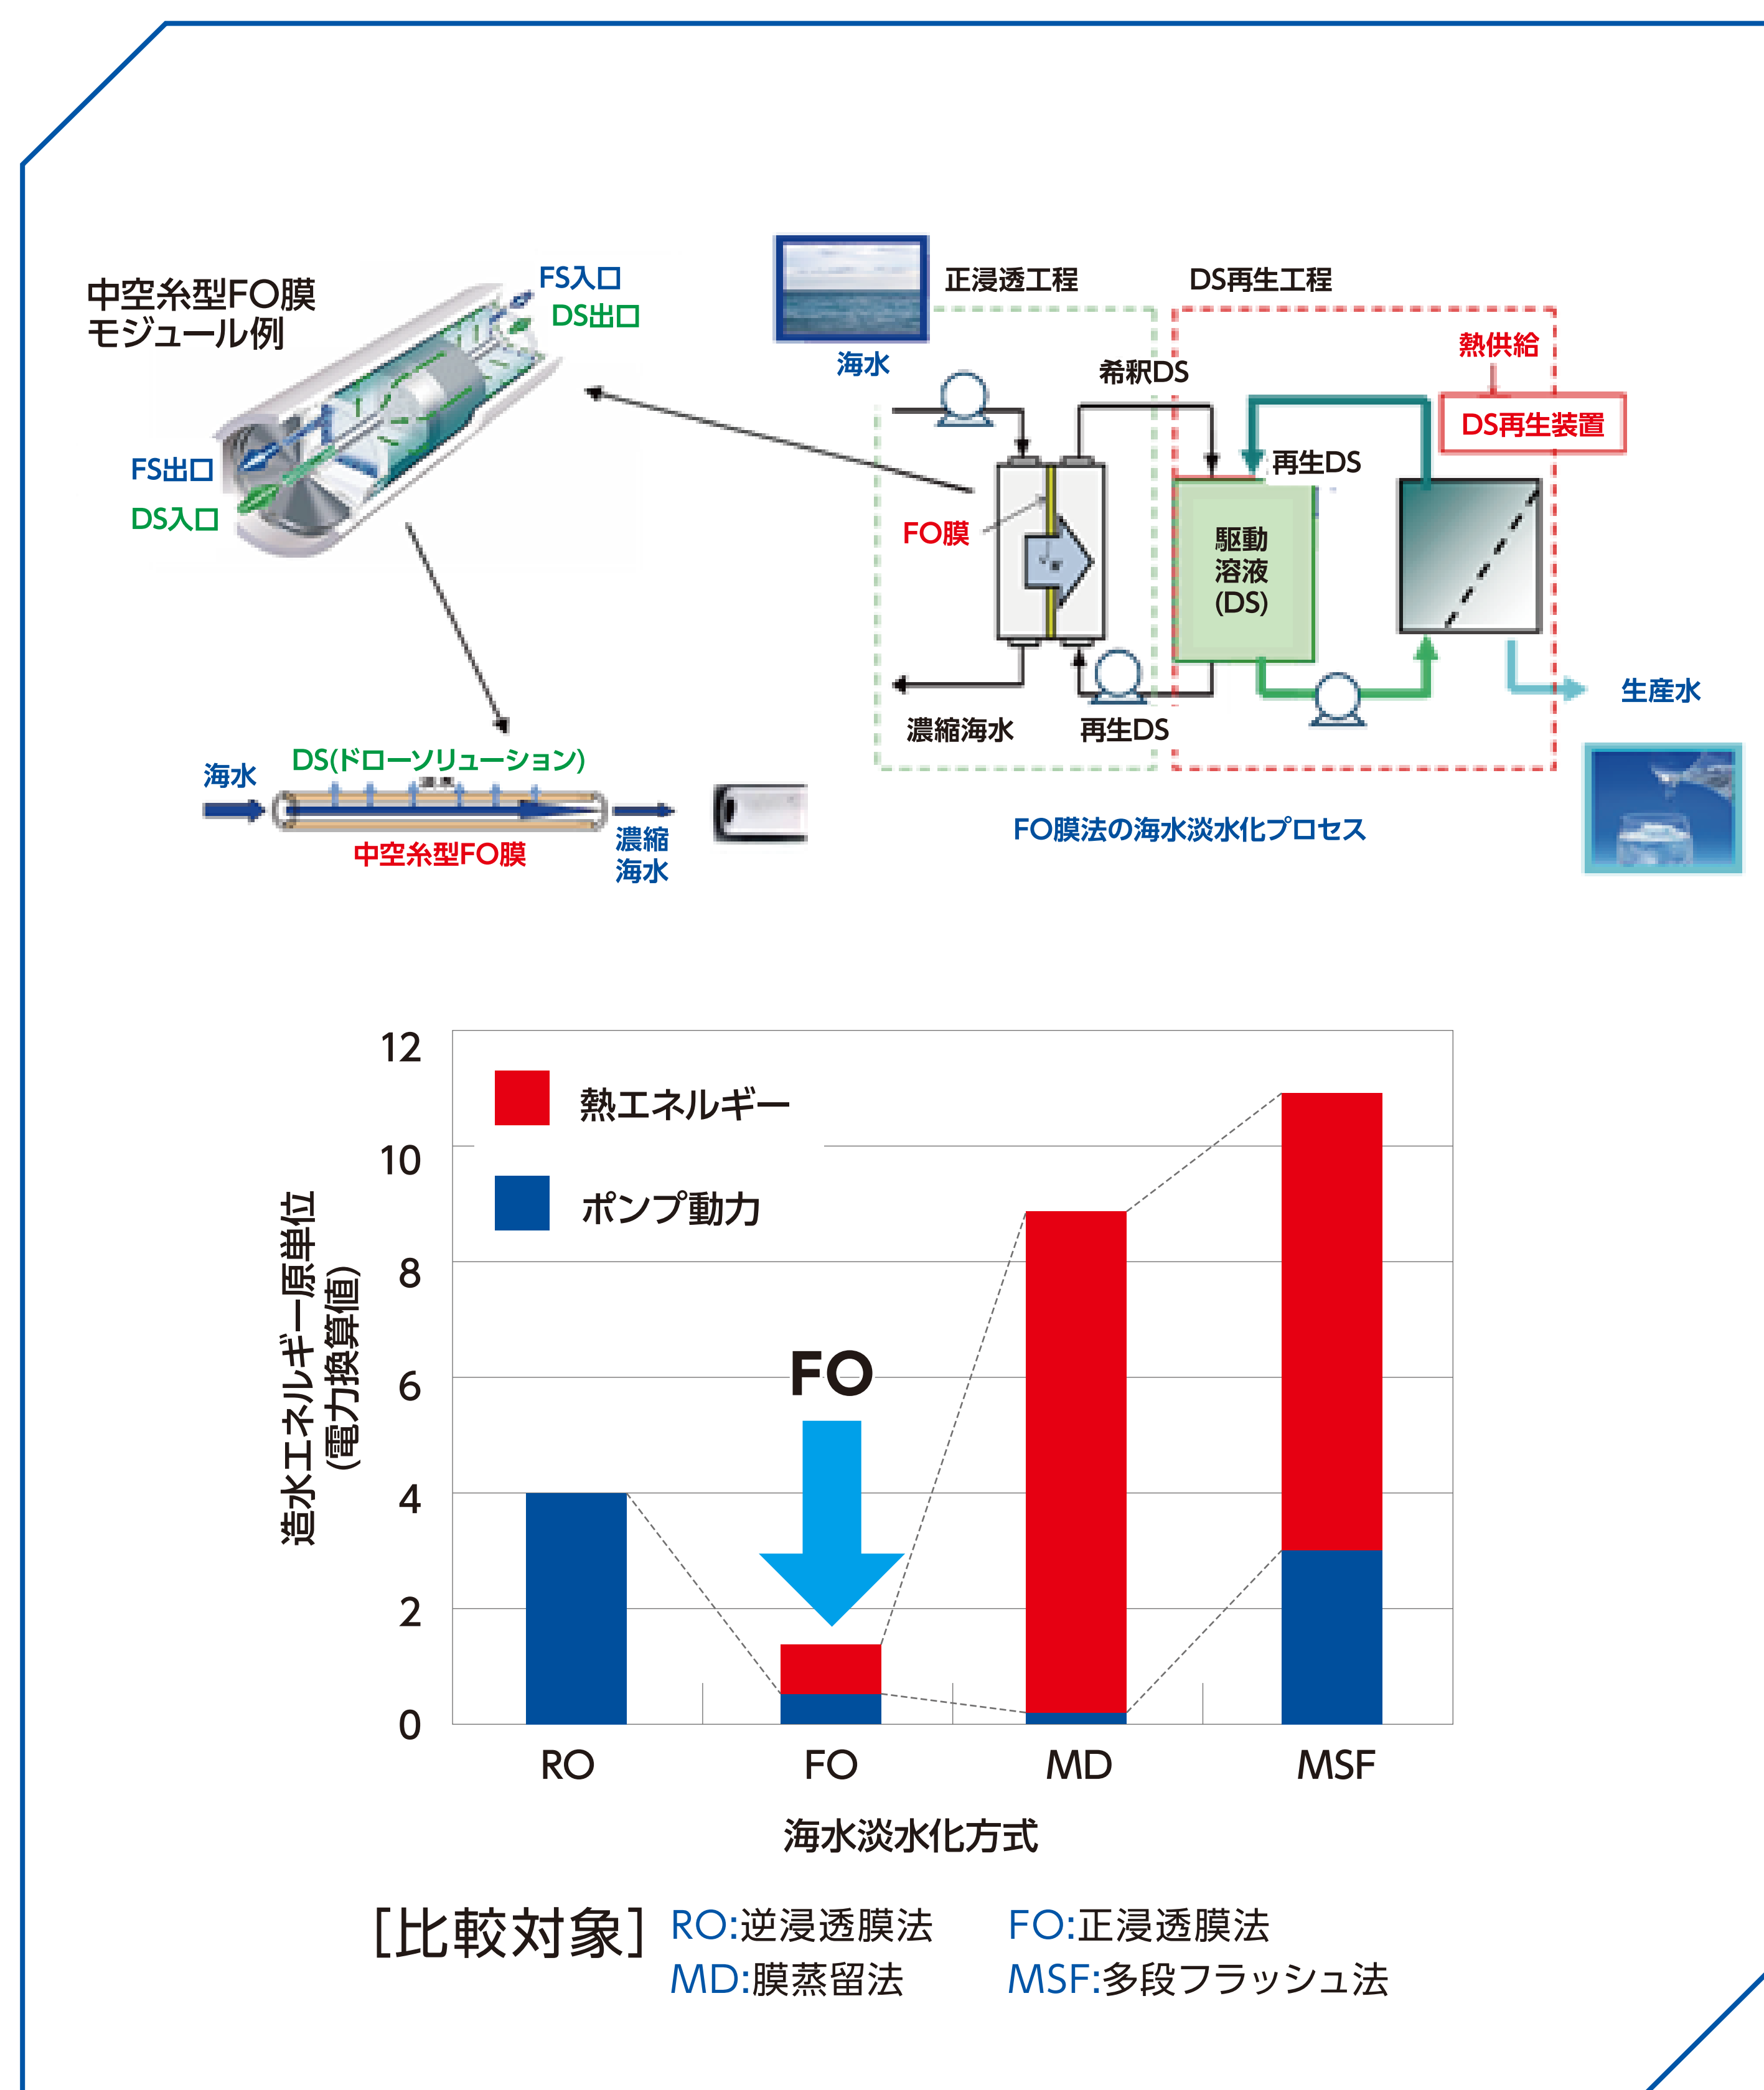 中空糸型FO膜
モジュール例
FS入口
DS出口
FS出口
DS入口
海水
正浸透工程
DS再生工程
熱供給
希釈DS
DS再生装置
再生DS
FO膜
駆動
溶液
(DS)
濃縮海水
再生DS
生産水
FO膜法の海水淡水化プロセス
DS(ドローソリューション)
海水
中空糸型FO膜
濃縮
海水
造水エネルギー原単位
(電力換算値)
12
10
8
6
4
2
0
熱エネルギー
ポンプ動力
FO
RO
FO
MD
MSF
海水淡水化方式
[比較対象]
RO:逆浸透膜法
FO:正浸透膜法
MD:膜蒸留法
MSF:多段フラッシュ法